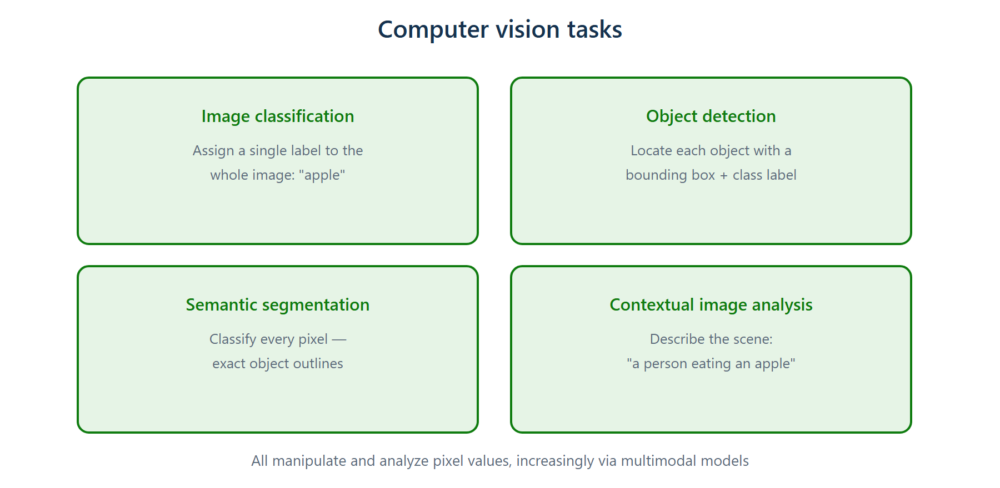 Computer vision tasks
Image classification
Assign a single label to the
whole image: "apple"
Object detection
Locate each object with a
bounding box + class label
Semantic segmentation
Classify every pixel —
exact object outlines
Contextual image analysis
Describe the scene:
"a person eating an apple"
All manipulate and analyze pixel values, increasingly via multimodal models